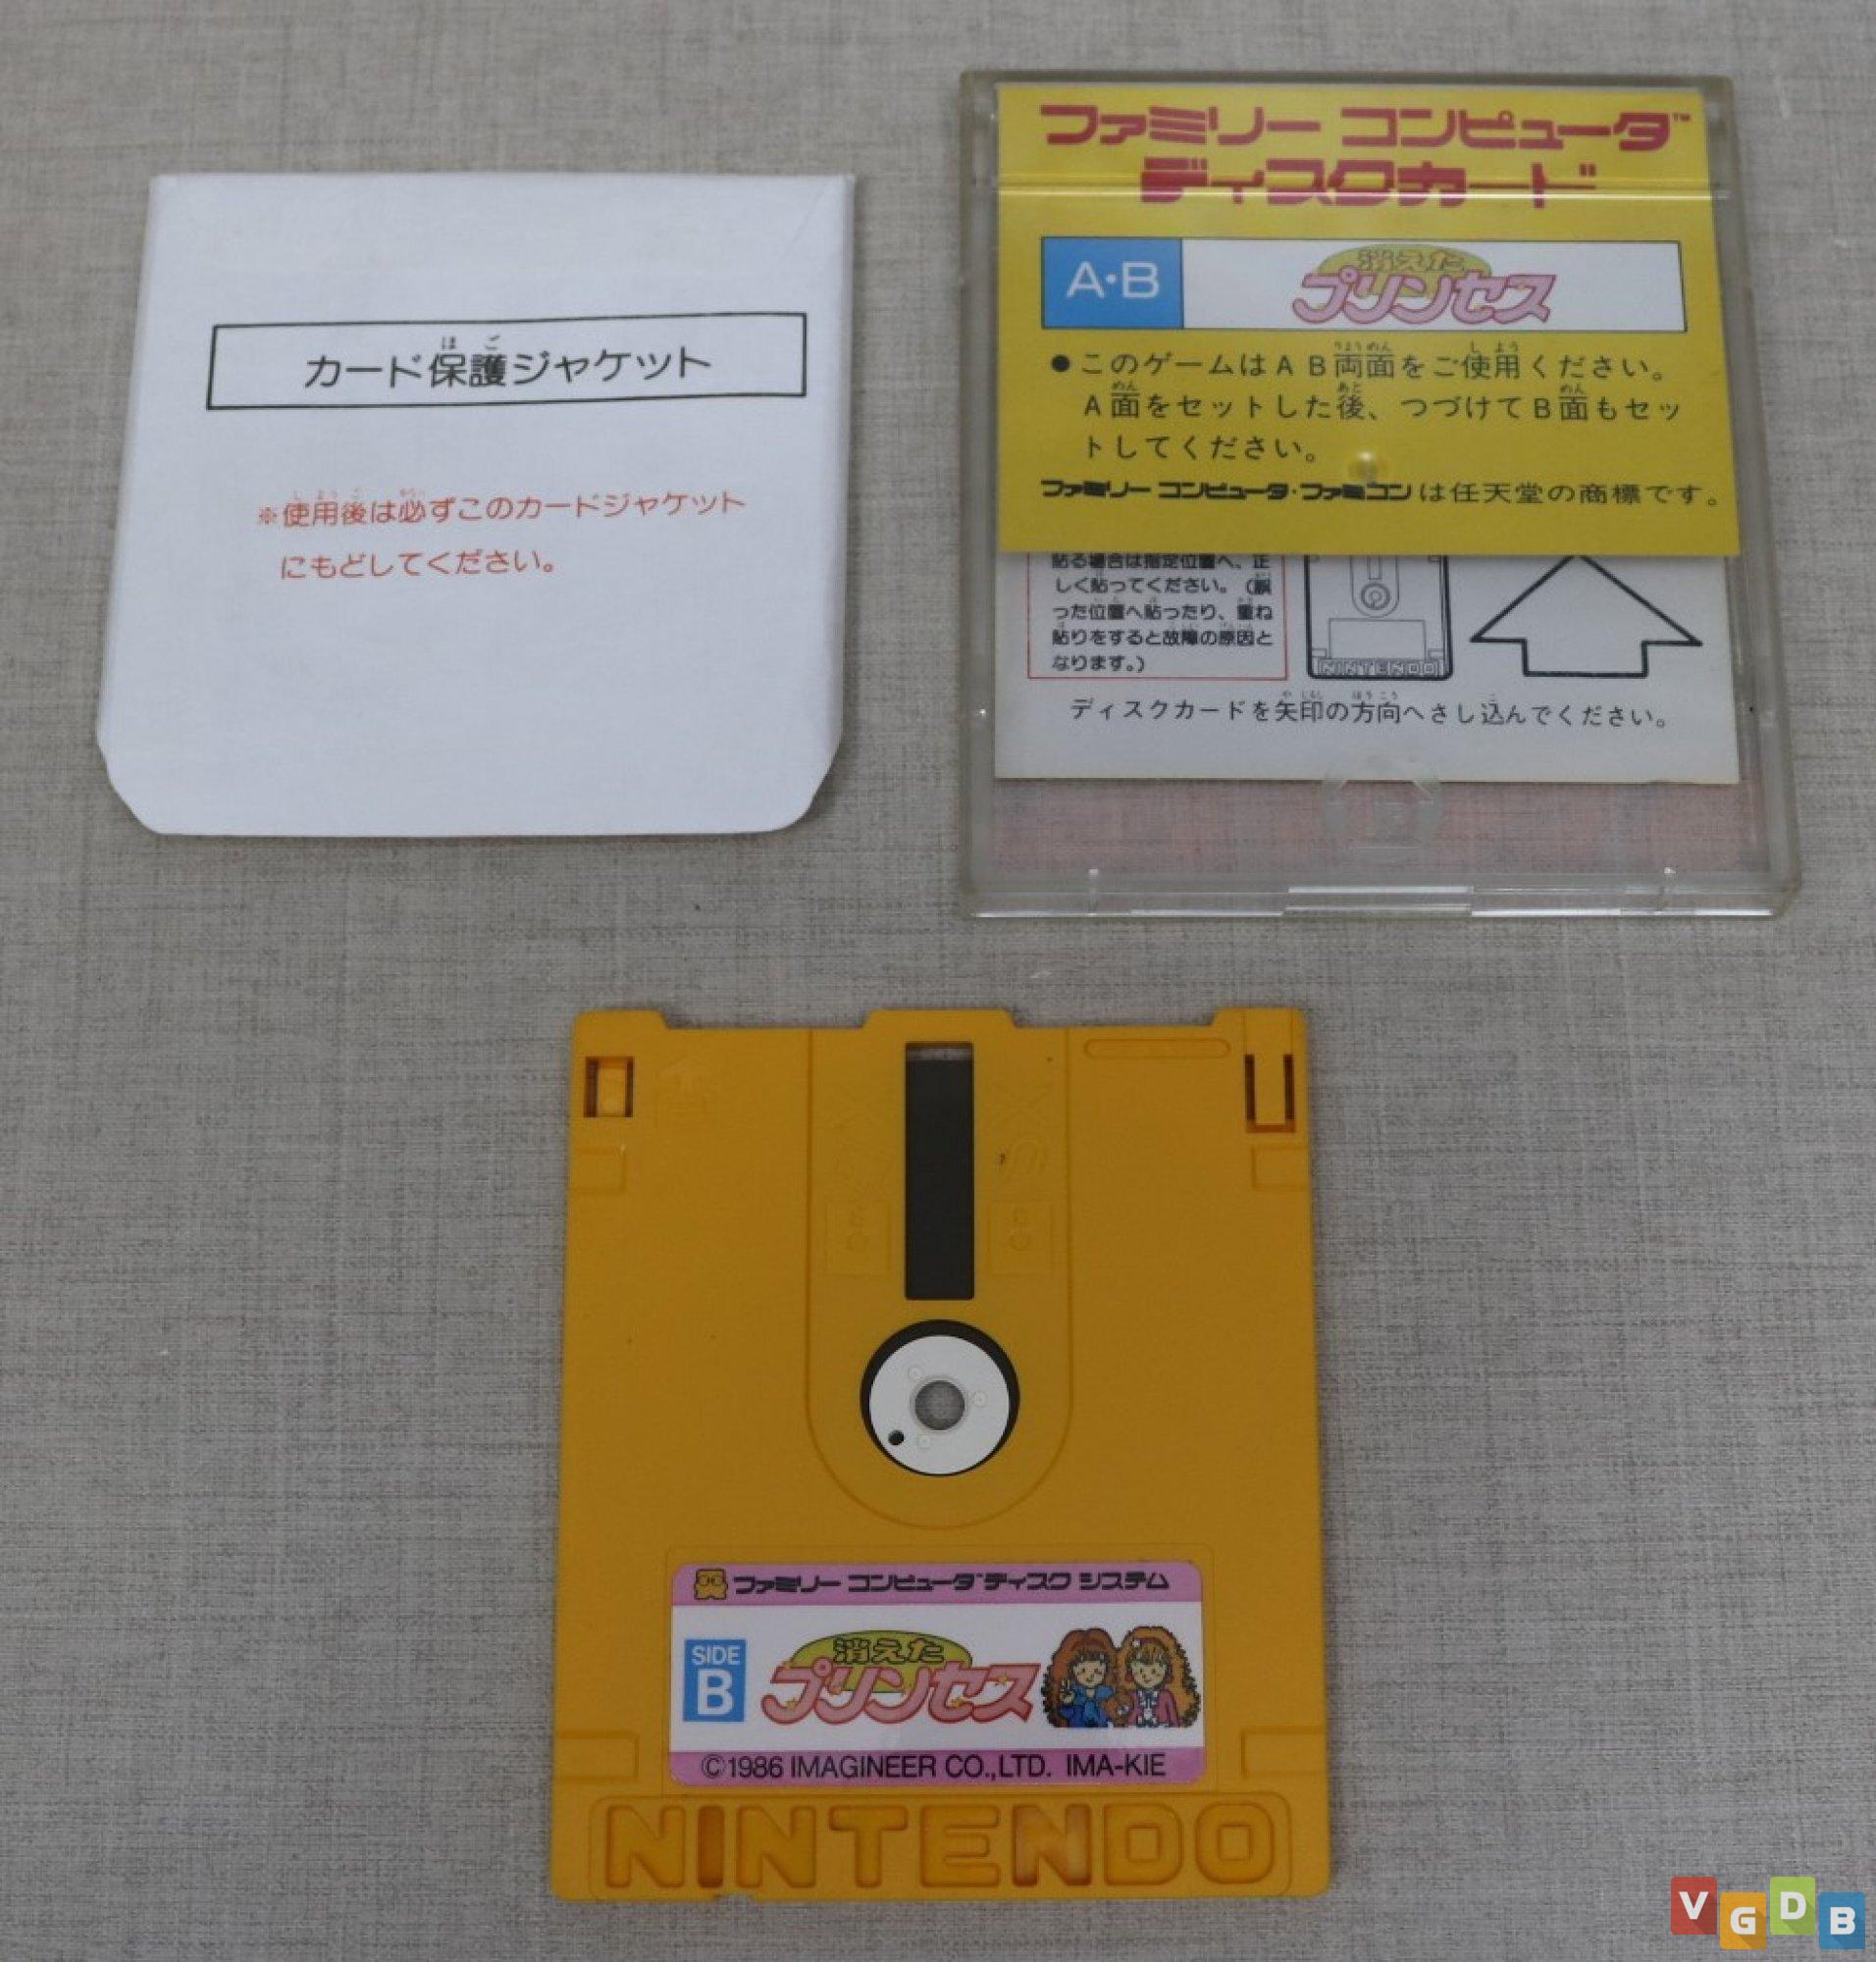 カード保護ジャケット
※使用後は必ずこのカードジャケット
にもどしてください。
ファミリー コンピュータ™
ディスクカード
A・B
消えた
プリンセス
●このゲームはAB両面をご使用ください。
A面をセットした後、つづけてB面もセッ
トしてください。
ファミリー コンピュータ・ファミコンは任天堂の商標です。
貼る場合は指定位置へ、正
しく貼ってください。(誤
った位置へ貼ったり、重ね
貼りをすると故障の原因と
なります。)
NINTENDO
ディスクカードを矢印の方向へさし込んでください。
ファミリー コンピュータ™ ディスク システム
SIDE
B
消えた
プリンセス
©1986 IMAGINEER CO.,LTD. IMA-KIE
NINTENDO
VGDB